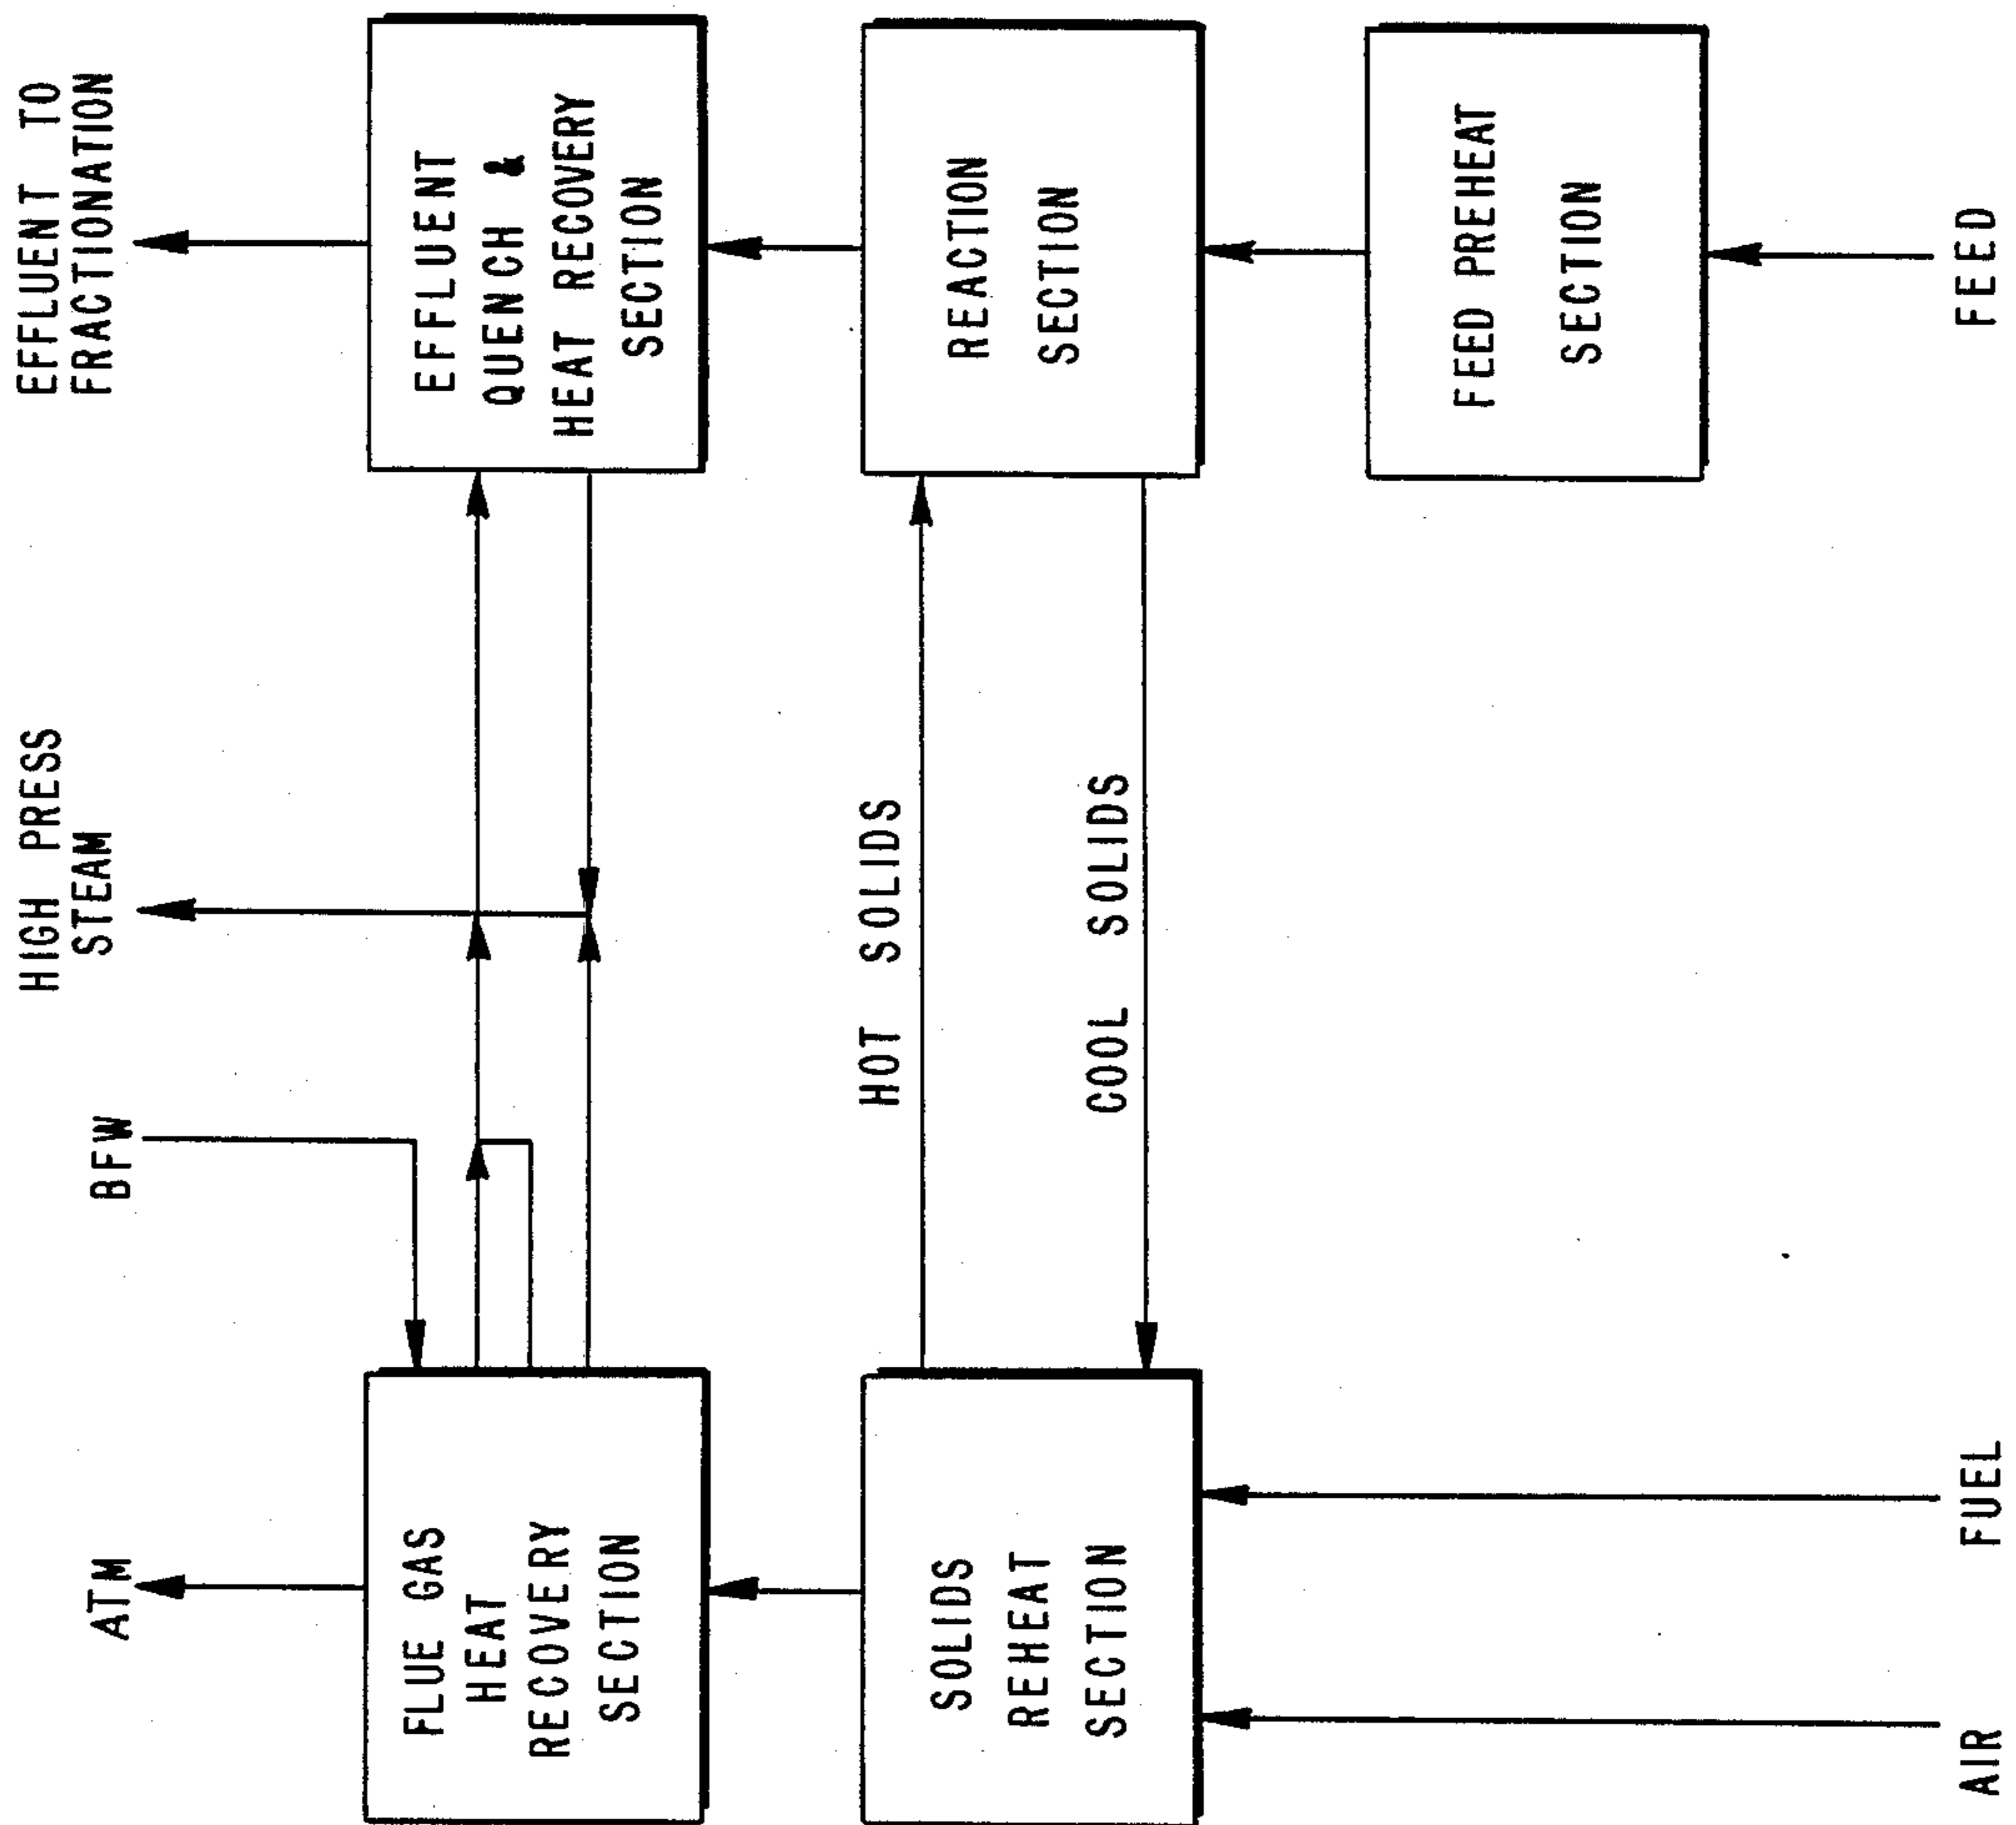 ATM
BFW
HIGH PRESS
STEAM
EFFLUENT TO
FRACTIONATION
FLUE GAS
HEAT
RECOVERY
SECTION
EFFLUENT
QUENCH &
HEAT RECOVERY
SECTION
HOT SOLIDS
COOL SOLIDS
SOLIDS
REHEAT
SECTION
REACTION
SECTION
FEED PREHEAT
SECTION
AIR
FUEL
FEED